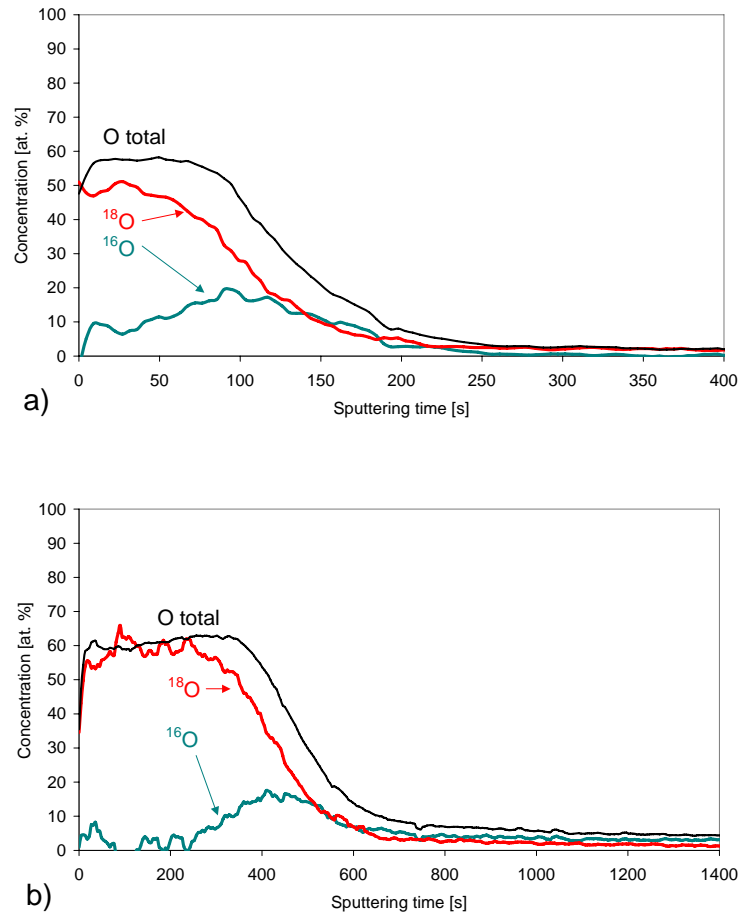 100
90
80
70
60
50
40
30
20
10
0
Concentration [at. %]
O total
¹⁸O
¹⁶O
0 50 100 150 200 250 300 350 400
Sputtering time [s]
a)
100
90
80
70
60
50
40
30
20
10
0
Concentration [at. %]
O total
¹⁸O
¹⁶O
0 200 400 600 800 1000 1200 1400
Sputtering time [s]
b)